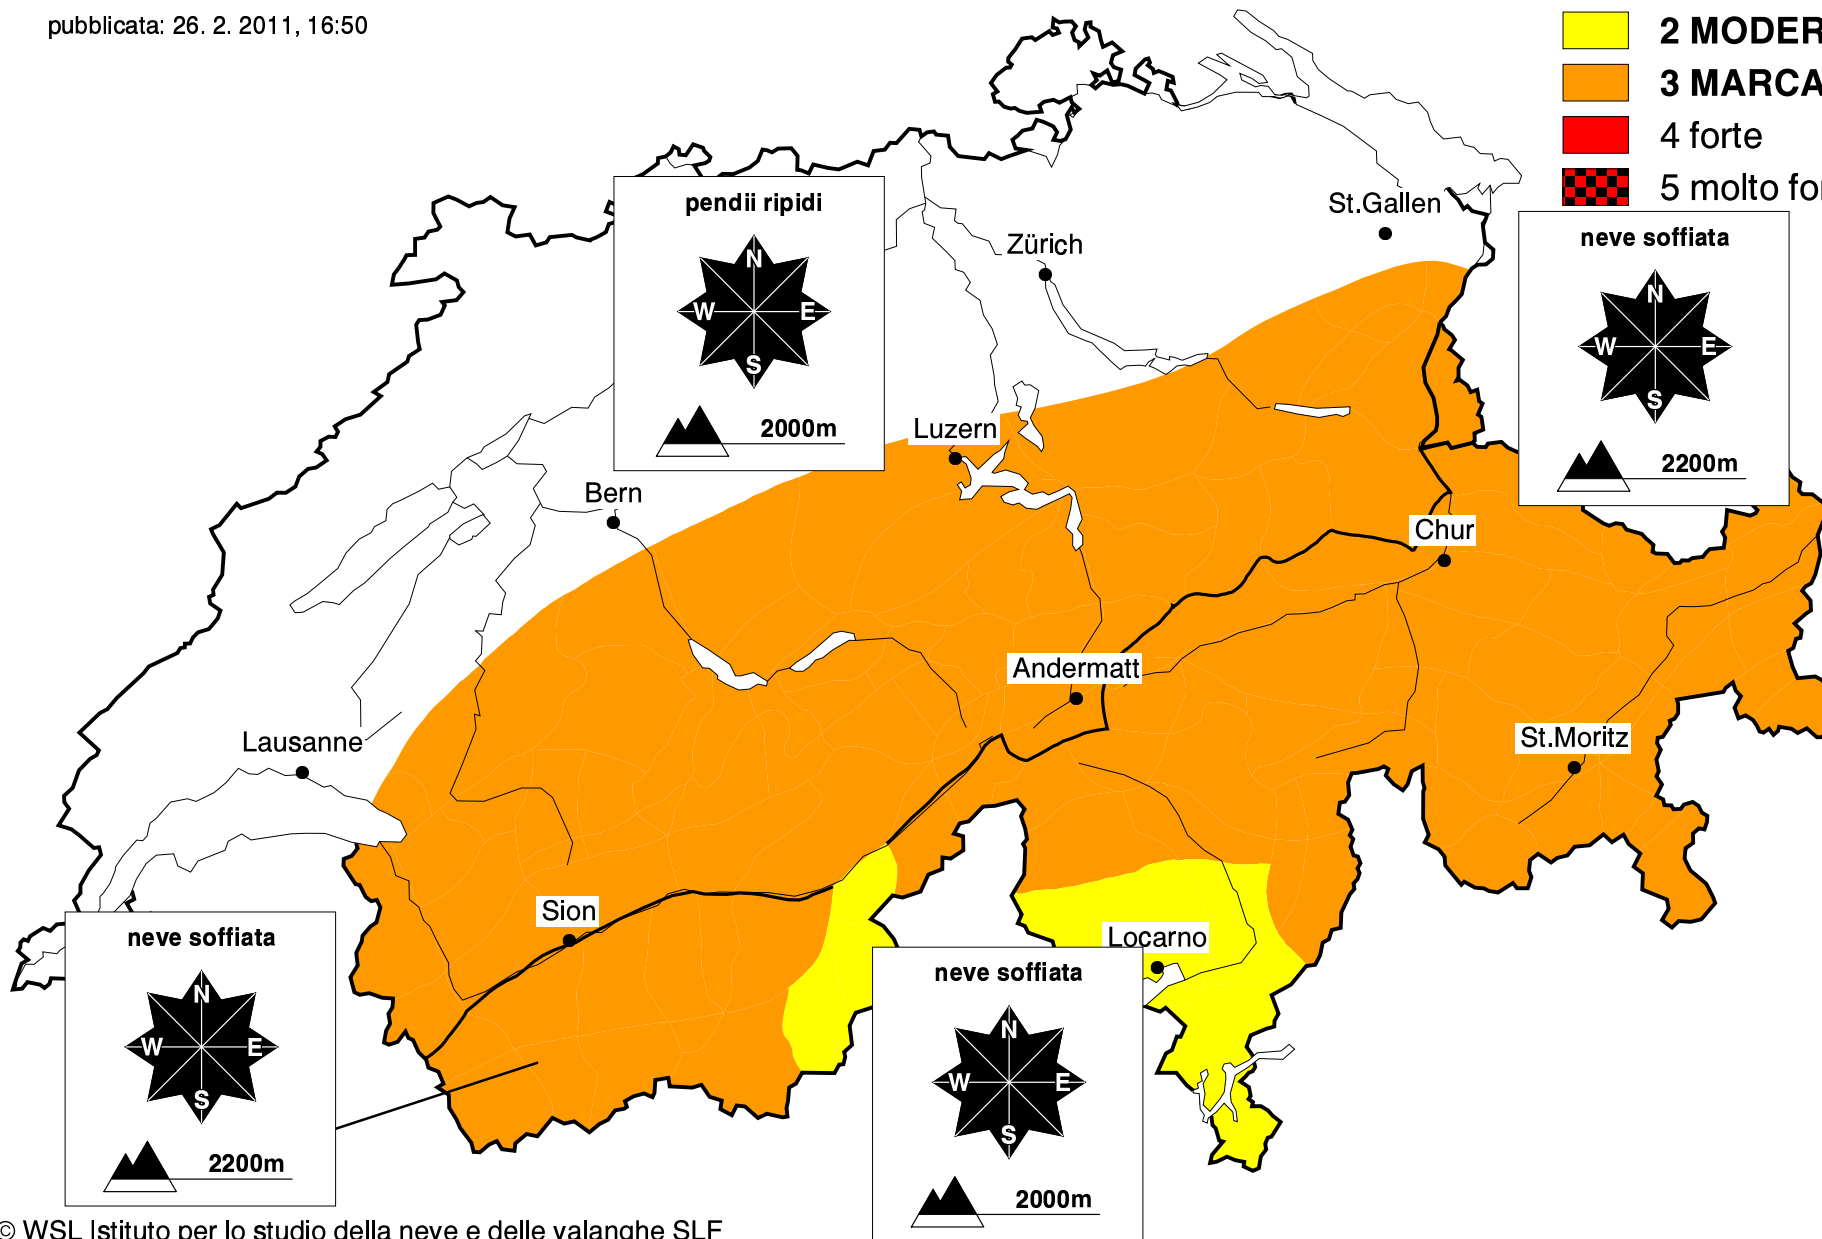 pubblicata: 26. 2. 2011, 16:50
2 MODER
3 MARCA
4 forte
5 molto for
pendii ripidi
N
W E
S
2000m
neve soffiata
N
W E
S
2200m
St.Gallen
Zürich
Luzern
Bern
Chur
Andermatt
Lausanne
St.Moritz
Sion
Locarno
neve soffiata
N
W E
S
2200m
neve soffiata
N
W E
S
2000m
© WSL Istituto per lo studio della neve e delle valanghe SLF